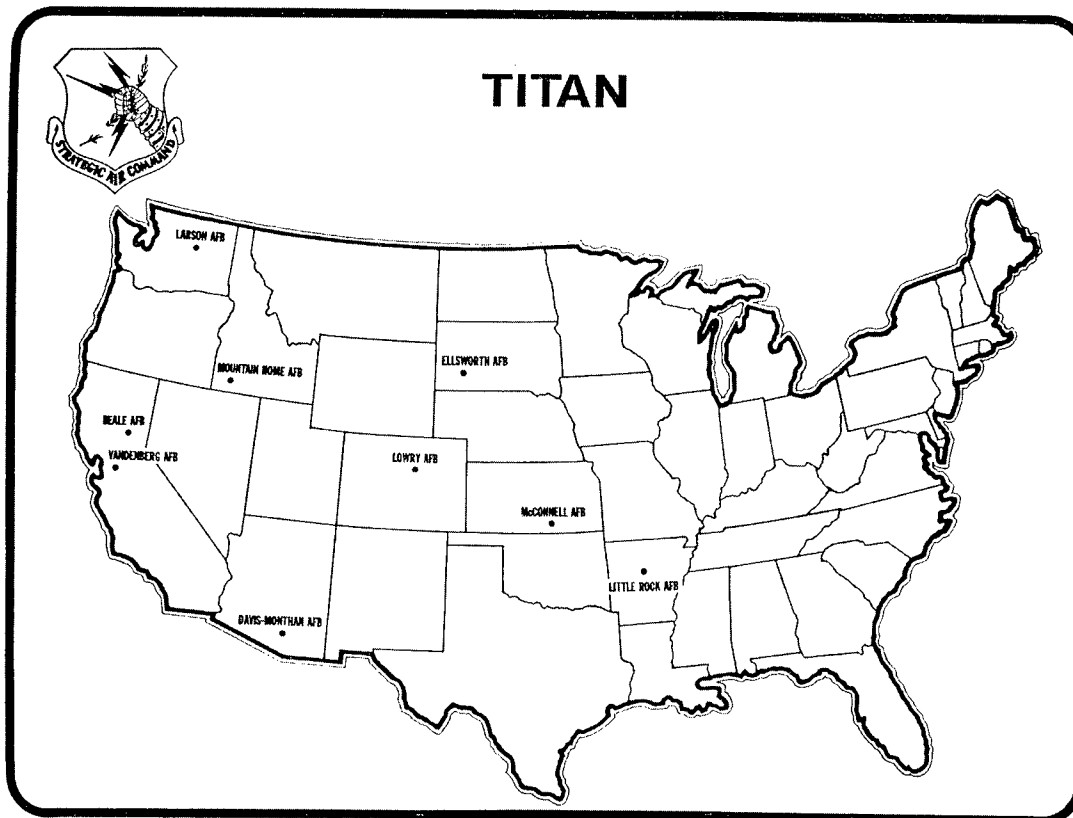 TITAN
STRATEGIC AIR COMMAND
LARSON AFB
MOUNTAIN HOME AFB
ELLSWORTH AFB
BEALE AFB
VANDENBERG AFB
LOWRY AFB
McCONNELL AFB
LITTLE ROCK AFB
DAVIS-MONTHAN AFB